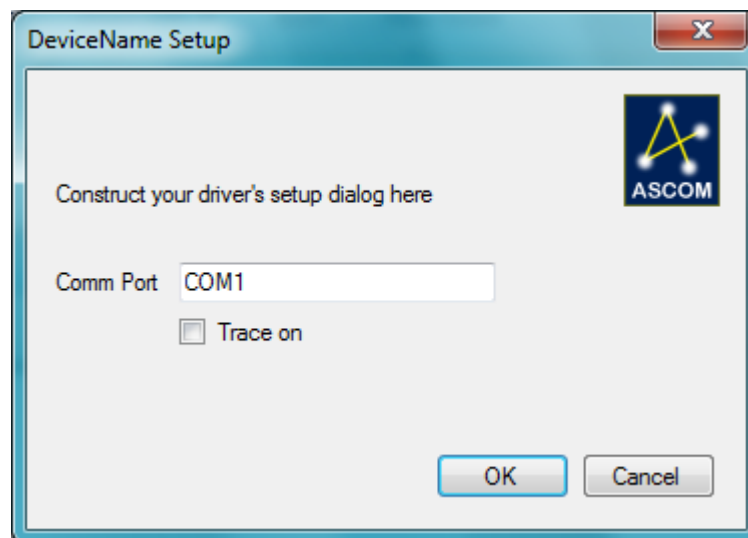 DeviceName Setup
ASCOM
Construct your driver's setup dialog here
Comm Port COM1
Trace on
OK Cancel